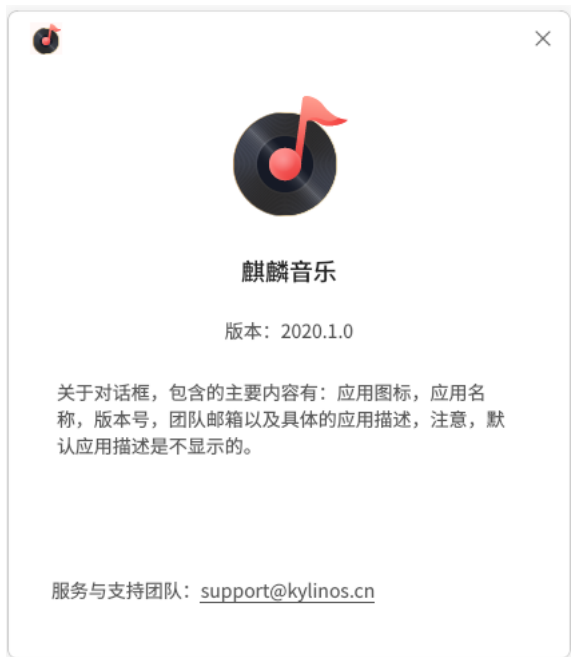 麒麟音乐
版本：2020.1.0
关于对话框，包含的主要内容有：应用图标，应用名
称，版本号，团队邮箱以及具体的应用描述，注意，默
认应用描述是不显示的。
服务与支持团队：support@kylinos.cn